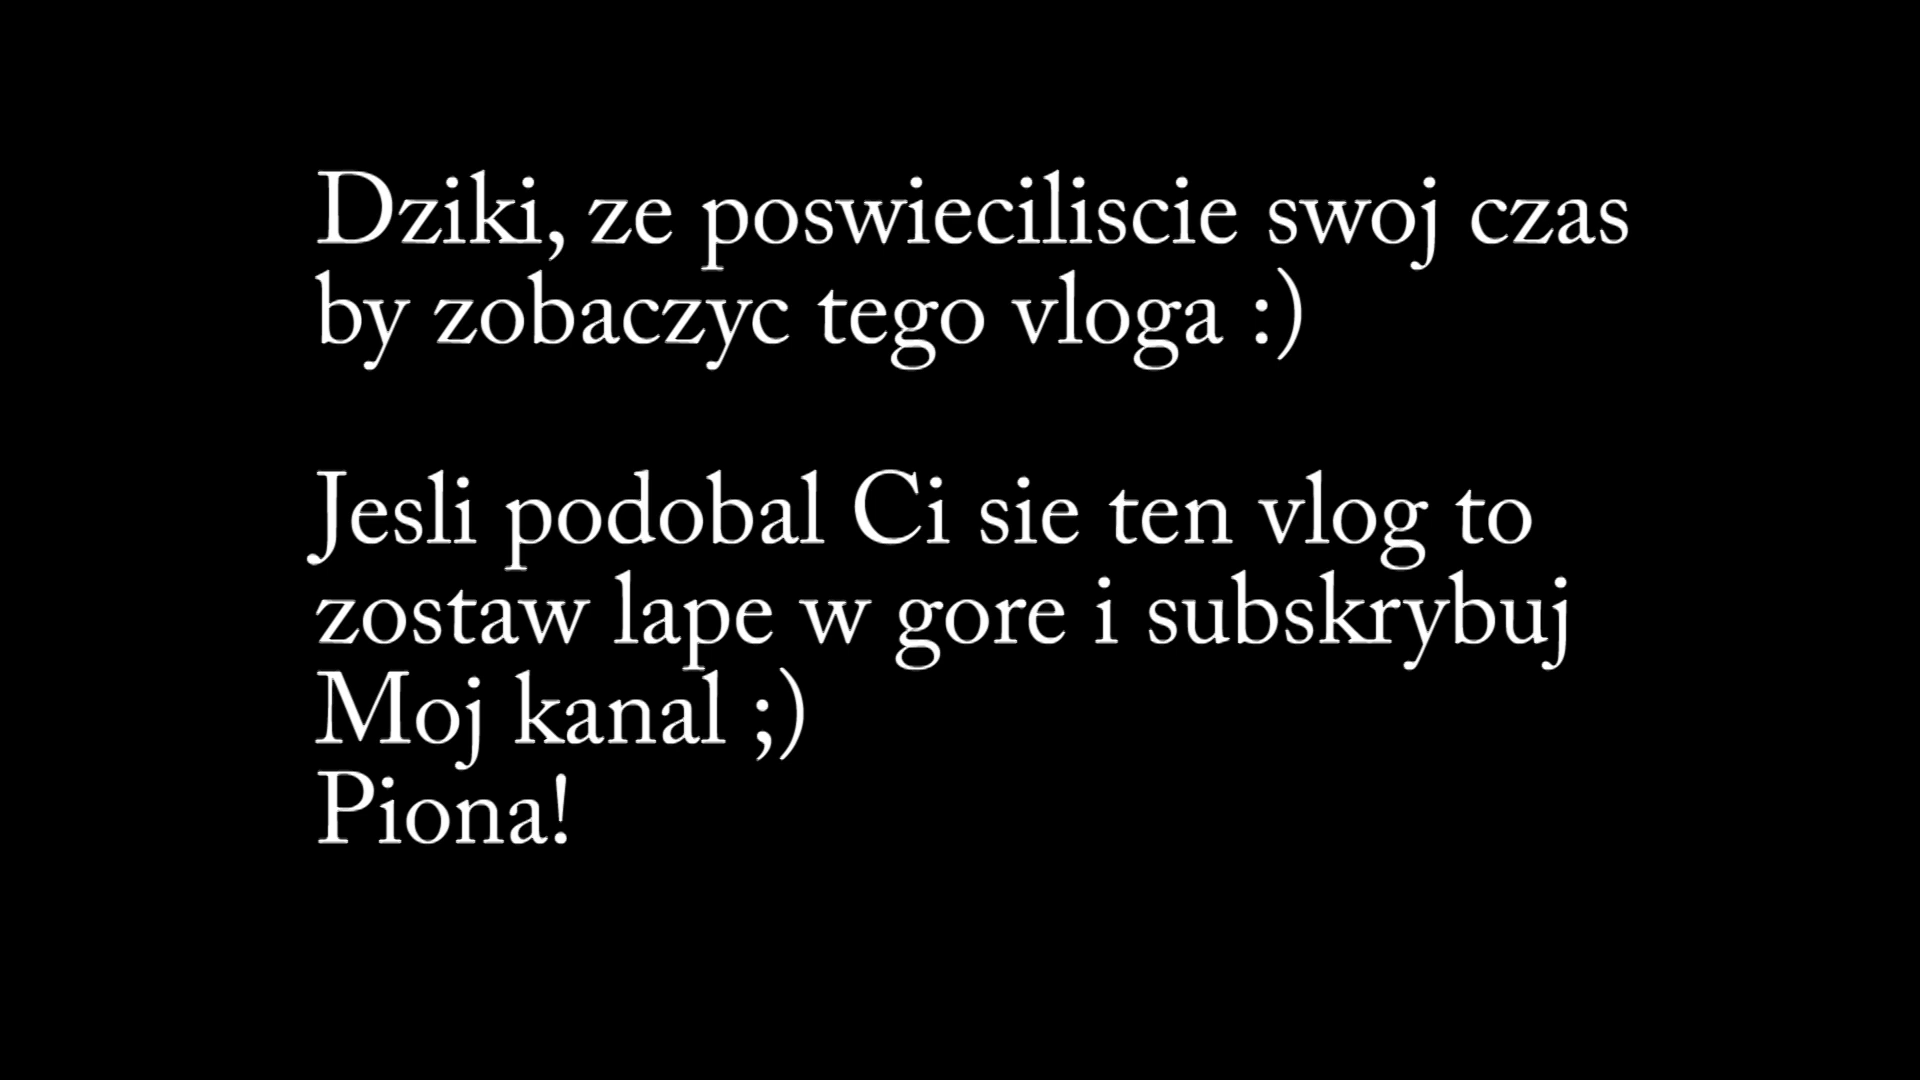 Dziki, ze poswieciliscie swoj czas
by zobaczyc tego vloga :)
Jesli podobal Ci sie ten vlog to
zostaw lape w gore i subskrybuj
Moj kanal ;)
Piona!